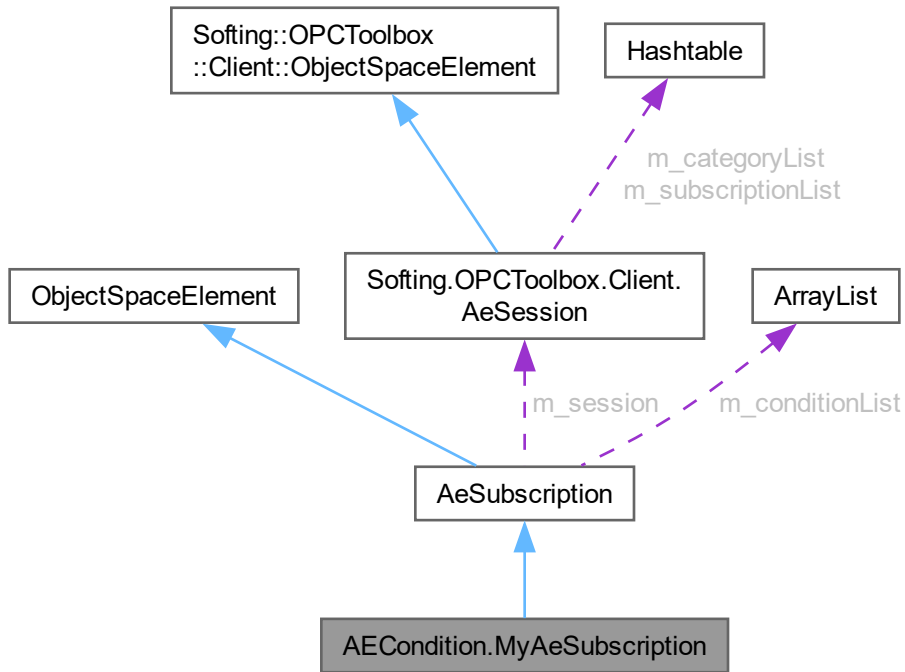 Softing::OPCToolbox
::Client::ObjectSpaceElement
Hashtable
m_categoryList
m_subscriptionList
ObjectSpaceElement
Softing.OPCToolbox.Client.
AeSession
ArrayList
m_session
m_conditionList
AeSubscription
AECondition.MyAeSubscription